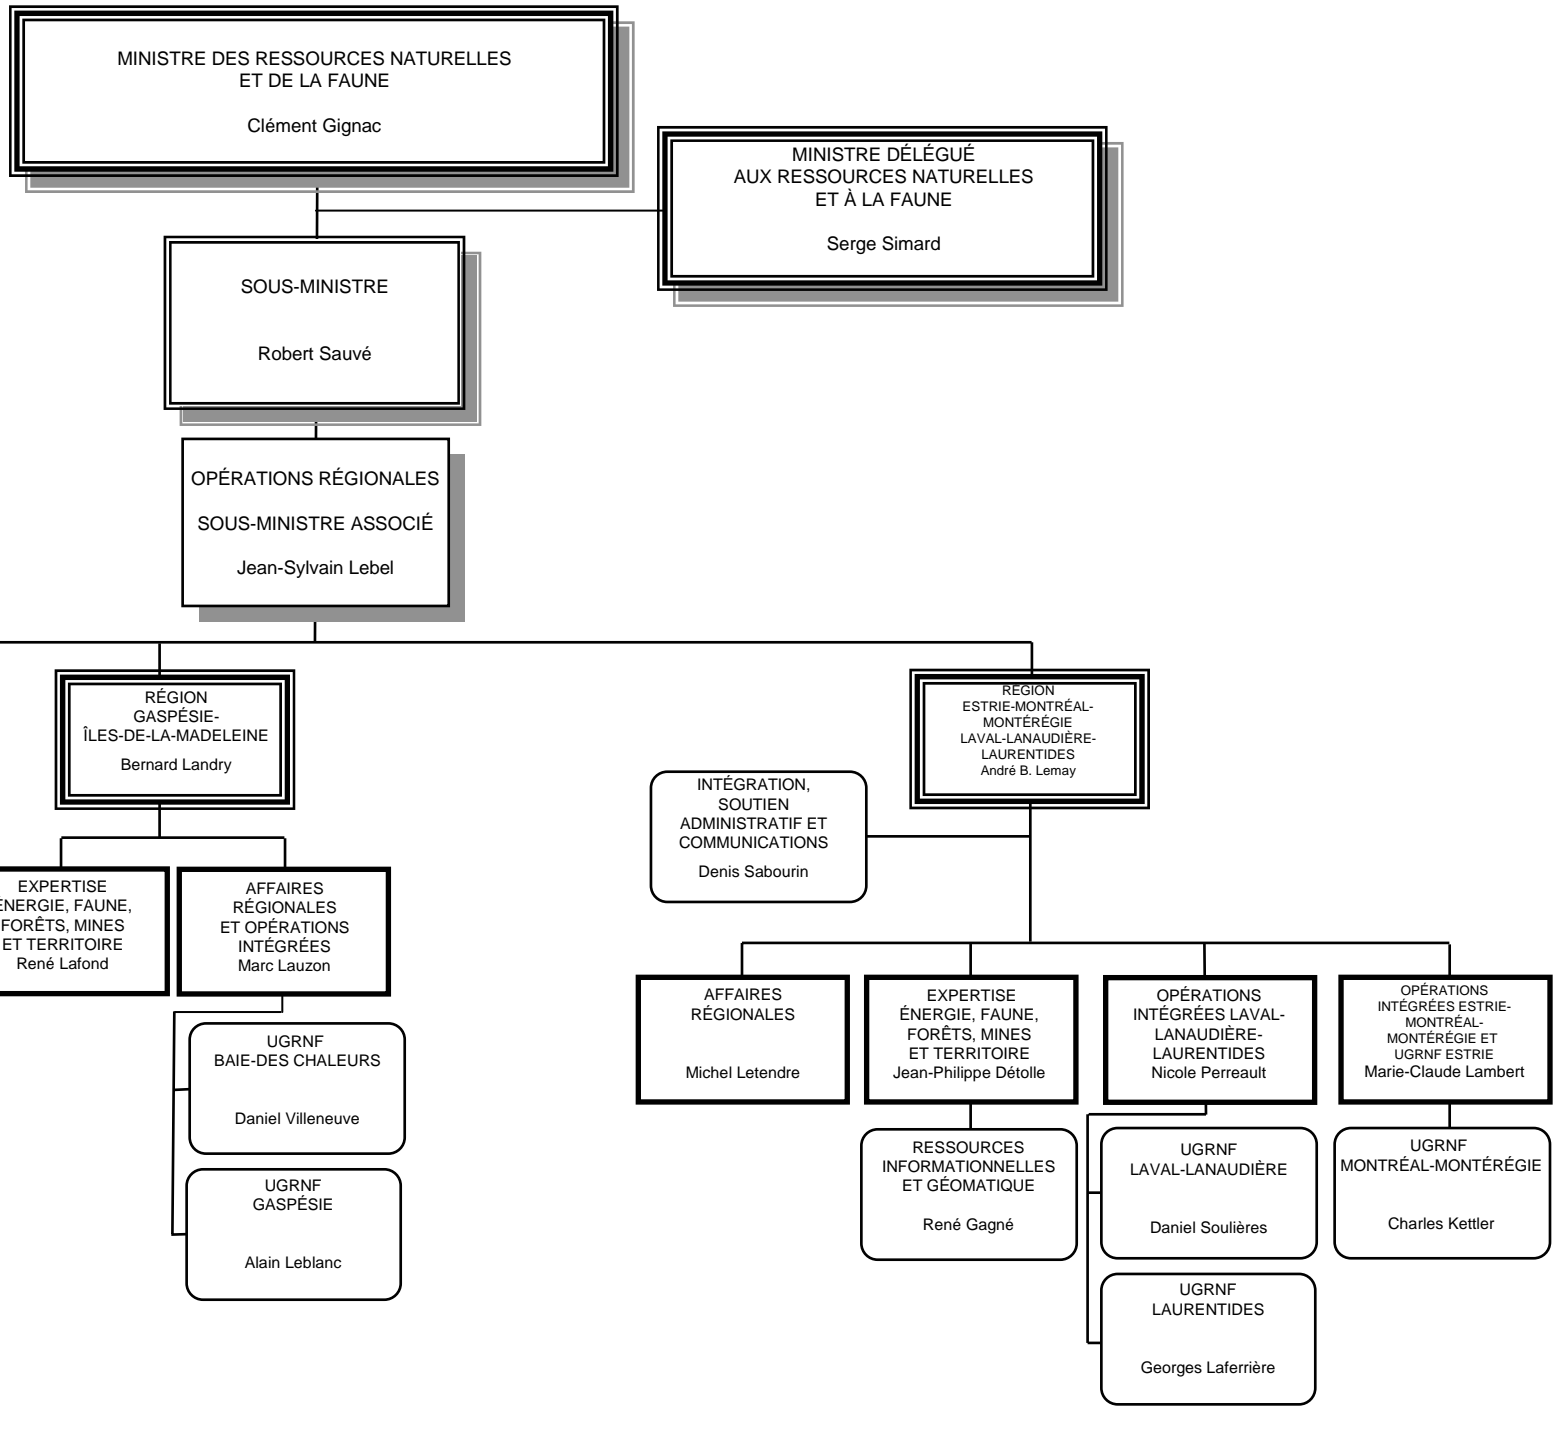 MINISTRE DES RESSOURCES NATURELLES
ET DE LA FAUNE
Clément Gignac
MINISTRE DÉLÉGUÉ
AUX RESSOURCES NATURELLES
ET À LA FAUNE
Serge Simard
SOUS-MINISTRE
Robert Sauvé
OPÉRATIONS RÉGIONALES
SOUS-MINISTRE ASSOCIÉ
Jean-Sylvain Lebel
RÉGION
GASPÉSIE-
ÎLES-DE-LA-MADELEINE
Bernard Landry
RÉGION
ESTRIE-MONTRÉAL-
MONTÉRÉGIE
LAVAL-LANAUDIÈRE-
LAURENTIDES
André B. Lemay
INTÉGRATION,
SOUTIEN
ADMINISTRATIF ET
COMMUNICATIONS
Denis Sabourin
EXPERTISE
ÉNERGIE, FAUNE,
FORÊTS, MINES
ET TERRITOIRE
René Lafond
AFFAIRES
RÉGIONALES
ET OPÉRATIONS
INTÉGRÉES
Marc Lauzon
UGRNF
BAIE-DES CHALEURS
Daniel Villeneuve
UGRNF
GASPÉSIE
Alain Leblanc
AFFAIRES
RÉGIONALES
Michel Letendre
EXPERTISE
ÉNERGIE, FAUNE,
FORÊTS, MINES
ET TERRITOIRE
Jean-Philippe Détolle
OPÉRATIONS
INTÉGRÉES LAVAL-
LANAUDIÈRE-
LAURENTIDES
Nicole Perreault
OPÉRATIONS
INTÉGRÉES ESTRIE-
MONTRÉAL-
MONTÉRÉGIE ET
UGRNF ESTRIE
Marie-Claude Lambert
RESSOURCES
INFORMATIONNELLES
ET GÉOMATIQUE
René Gagné
UGRNF
LAVAL-LANAUDIÈRE
Daniel Soulières
UGRNF
MONTRÉAL-MONTÉRÉGIE
Charles Kettler
UGRNF
LAURENTIDES
Georges Laferrière